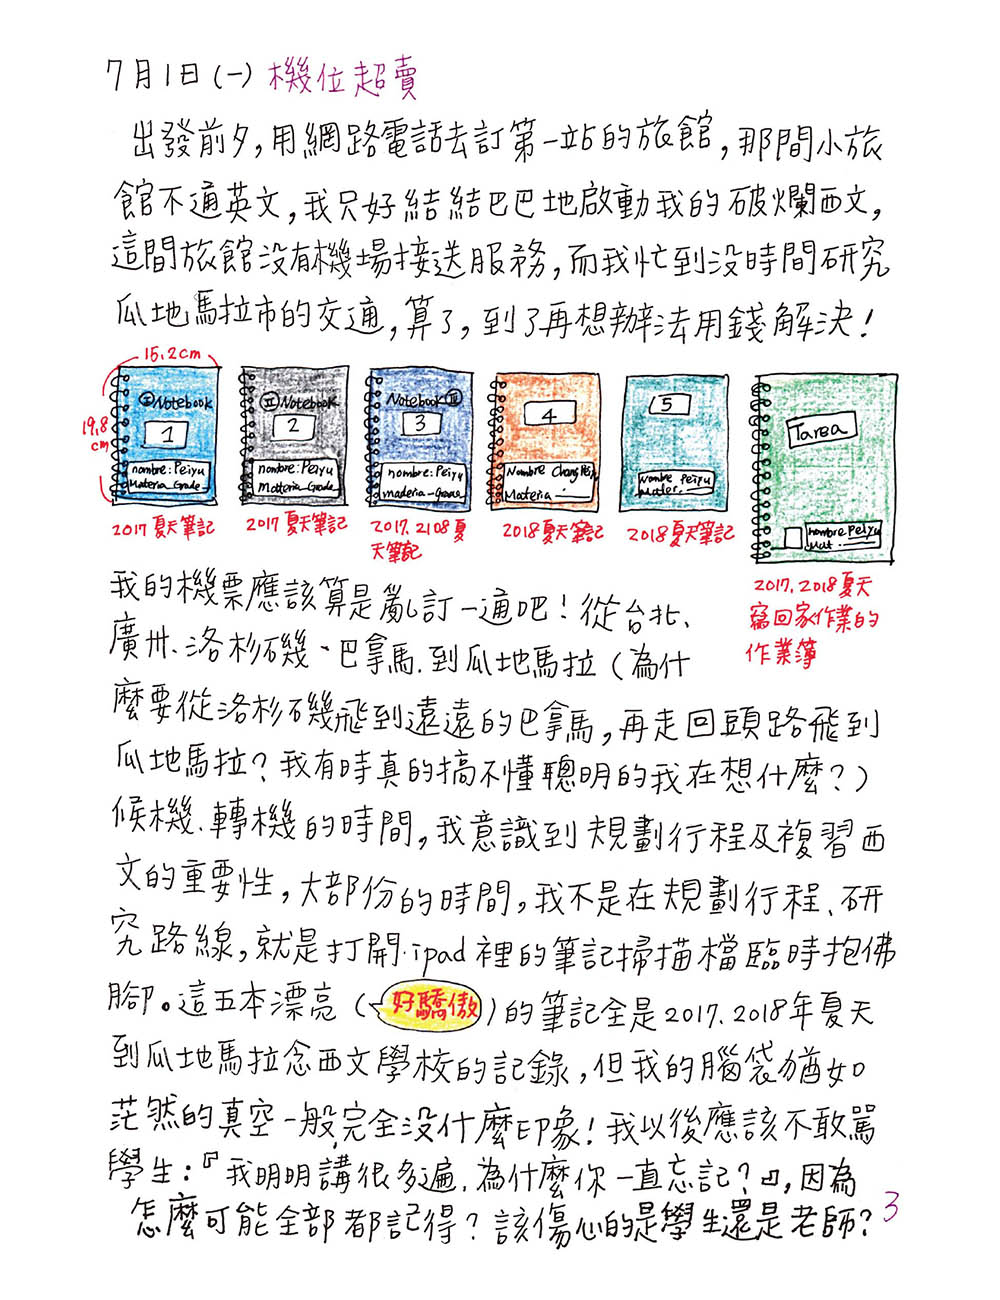 7月1日(一) 機位超賣
出發前夕,用網路電話去訂第一站的旅館,那間小旅
館不通英文,我只好結結巴巴地啟動我的破爛西文,
這間旅館沒有機場接送服務,而我忙到沒時間研究
瓜地馬拉市的交通,算了,到了再想辦法用錢解決!
15.2cm
19.8
cm
Ⓘ Notebook
1
nombre: Peiyu
Materia Grade
2017 夏天筆記
Ⅱ Notebook
2
nombre: Peiyu
Matteria Grade
2017 夏天筆記
Notebook Ⅲ
3
nombre: Peiyu
maderia - Grade
2017, 2108 夏
天筆記
4
Nombre Chang Pei
Materia
2018夏天筆記
5
Nombre Peiyu
2018夏天筆記
Tarea
nombre Peiyu
Mat.
2017, 2018夏天
寫回家作業的
作業簿
我的機票應該算是亂訂一通吧!從台北、
廣州、洛杉磯、巴拿馬、到瓜地馬拉(為什
麼要從洛杉磯飛到遠遠的巴拿馬,再走回頭路飛到
瓜地馬拉?我有時真的搞不懂聰明的我在想什麼?)
候機、轉機的時間,我意識到規劃行程及複習西
文的重要性,大部份的時間,我不是在規劃行程、研
究路線,就是打開ipad裡的筆記掃描檔臨時抱佛
腳。這五本漂亮(好驕傲)的筆記全是2017、2018年夏天
到瓜地馬拉念西文學校的記錄,但我的腦袋猶如
茫然的真空一般,完全沒什麼印象!我以後應該不敢罵
學生:『我明明講很多遍,為什麼你一直忘記?』,因為
怎麼可能全部都記得?該傷心的是學生還是老師?
3